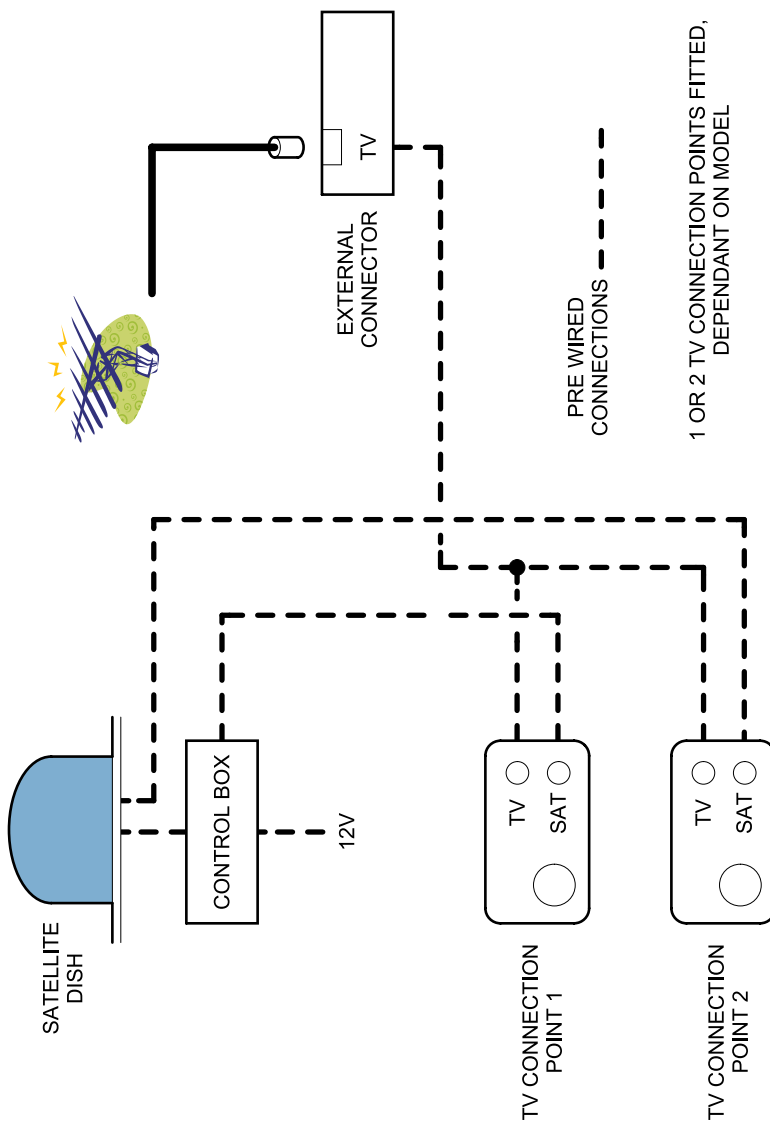 SATELLITE
DISH
CONTROL BOX
12V
TV CONNECTION
POINT 1
TV
SAT
TV CONNECTION
POINT 2
TV
SAT
EXTERNAL
CONNECTOR
TV
PRE WIRED
CONNECTIONS
1 OR 2 TV CONNECTION POINTS FITTED,
DEPENDANT ON MODEL